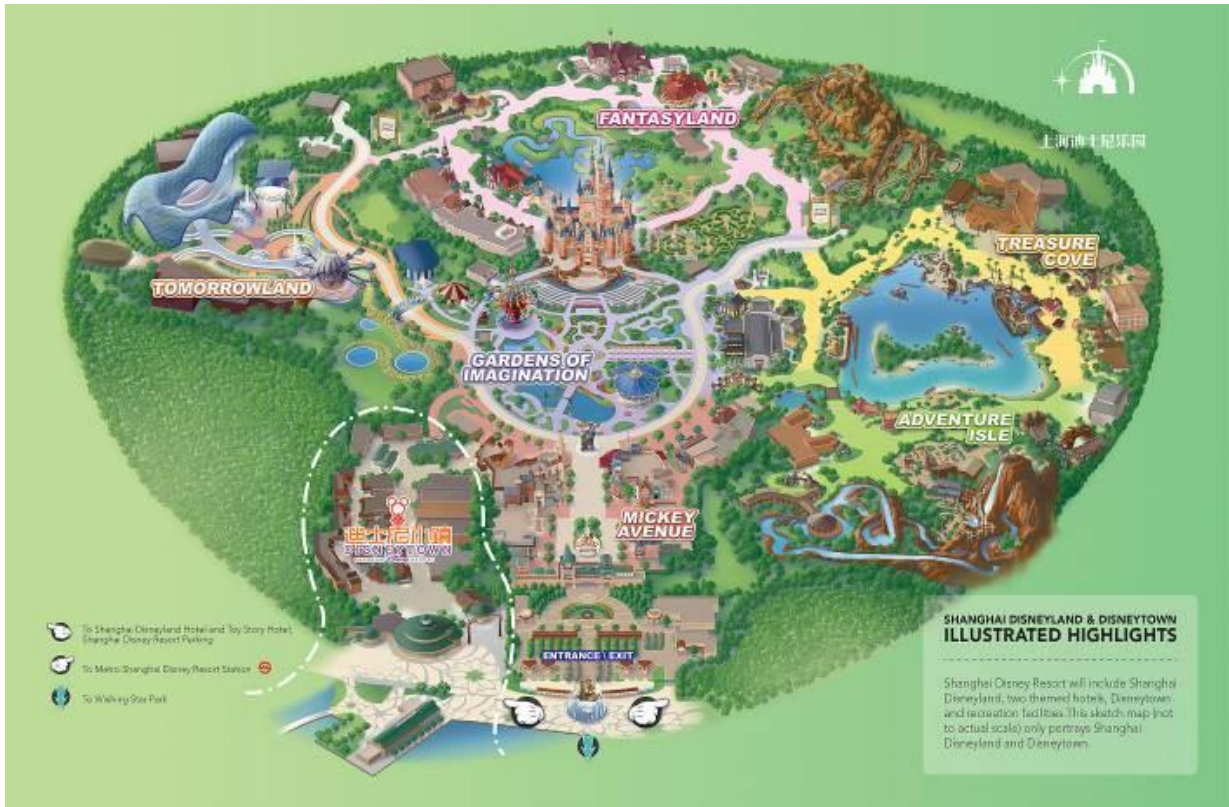 上海迪士尼乐园
FANTASYLAND
TREASURE
COVE
TOMORROWLAND
GARDENS OF
IMAGINATION
ADVENTURE
ISLE
MICKEY
AVENUE
迪士尼小镇
DISNEYTOWN
ENTRANCE \ EXIT
To Shanghai Disneyland Hotel and Toy Story Hotel,
Shanghai Disney Resort Parking
To Metro Shanghai Disney Resort Station
To Wishing Star Park
SHANGHAI DISNEYLAND & DISNEYTOWN
ILLUSTRATED HIGHLIGHTS
Shanghai Disney Resort will include Shanghai
Disneyland, two themed hotels, Disneytown
and recreation facilities. This sketch map (not
to actual scale) only portrays Shanghai
Disneyland and Disneytown.